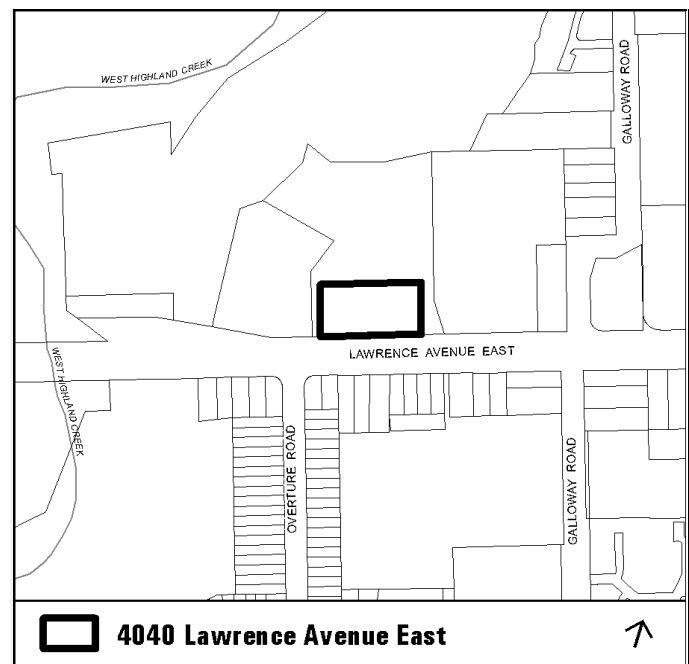 WEST HIGHLAND CREEK
GALLOWAY ROAD
LAWRENCE AVENUE EAST
WEST HIGHLAND CREEK
OVERTURE ROAD
GALLOWAY ROAD
4040 Lawrence Avenue East